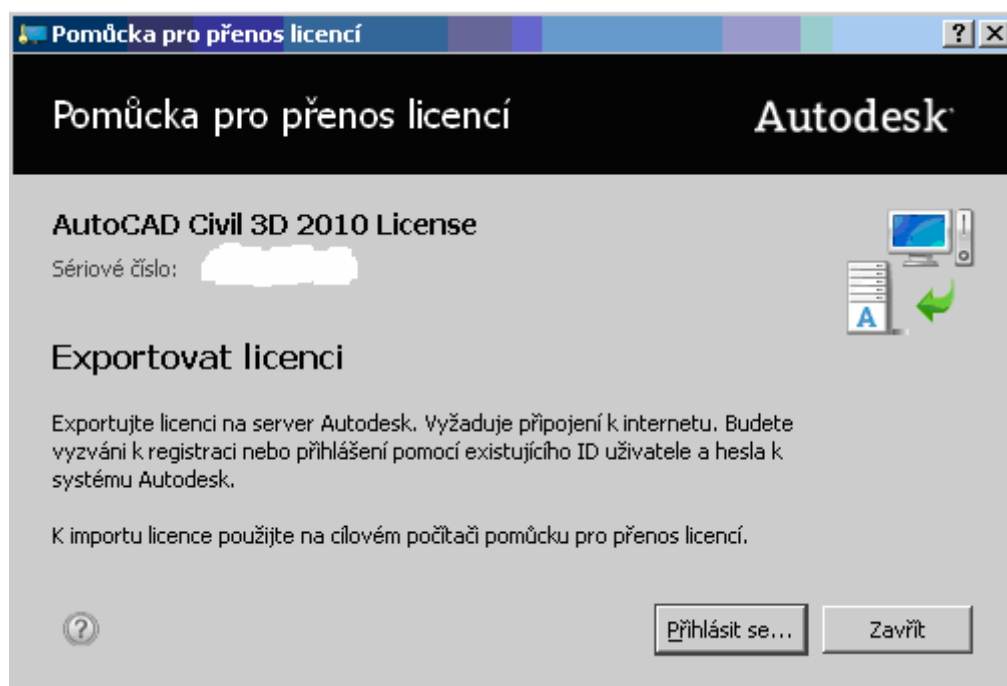 Pomůcka pro přenos licencí
Pomůcka pro přenos licencí
Autodesk
AutoCAD Civil 3D 2010 License
Sériové číslo:
A
Exportovat licenci
Exportujte licenci na server Autodesk. Vyžaduje připojení k internetu. Budete
vyzváni k registraci nebo přihlášení pomocí existujícího ID uživatele a hesla k
systému Autodesk.
K importu licence použijte na cílovém počítači pomůcku pro přenos licencí.
Přihlásit se...
Zavřít